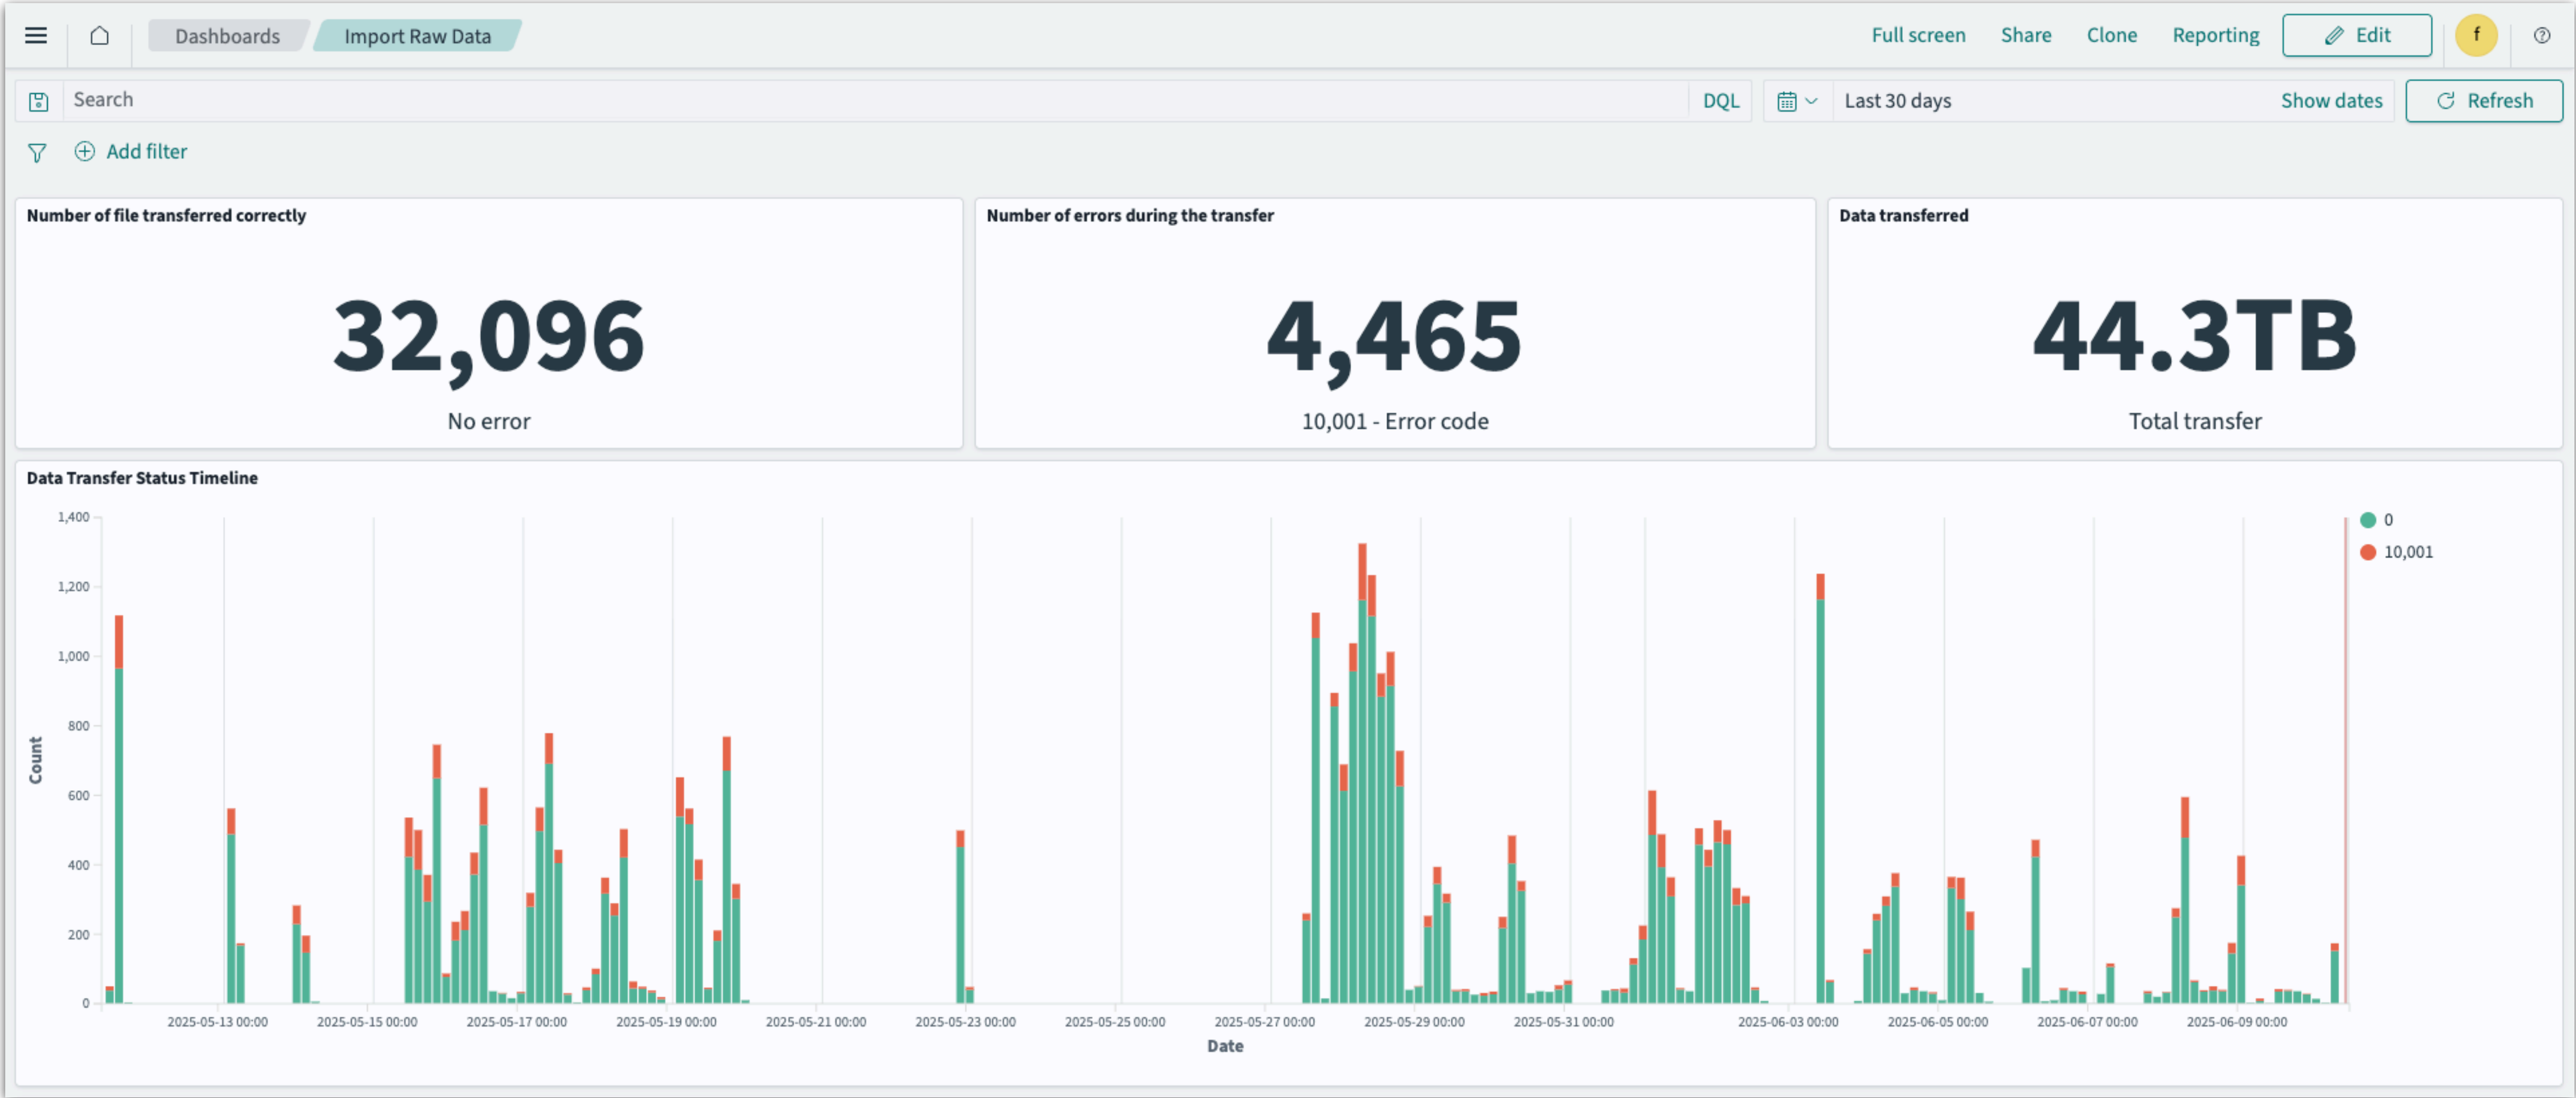 Dashboards Import Raw Data Full screen Share Clone Reporting Edit f
Search DQL Last 30 days Show dates Refresh
Add filter
Number of file transferred correctly
32,096
No error
Number of errors during the transfer
4,465
10,001 - Error code
Data transferred
44.3TB
Total transfer
Data Transfer Status Timeline
1,400
1,200
1,000
800
600
400
200
0
Count
2025-05-13 00:00 2025-05-15 00:00 2025-05-17 00:00 2025-05-19 00:00 2025-05-21 00:00 2025-05-23 00:00 2025-05-25 00:00 2025-05-27 00:00 2025-05-29 00:00 2025-05-31 00:00 2025-06-03 00:00 2025-06-05 00:00 2025-06-07 00:00 2025-06-09 00:00
Date
0
10,001